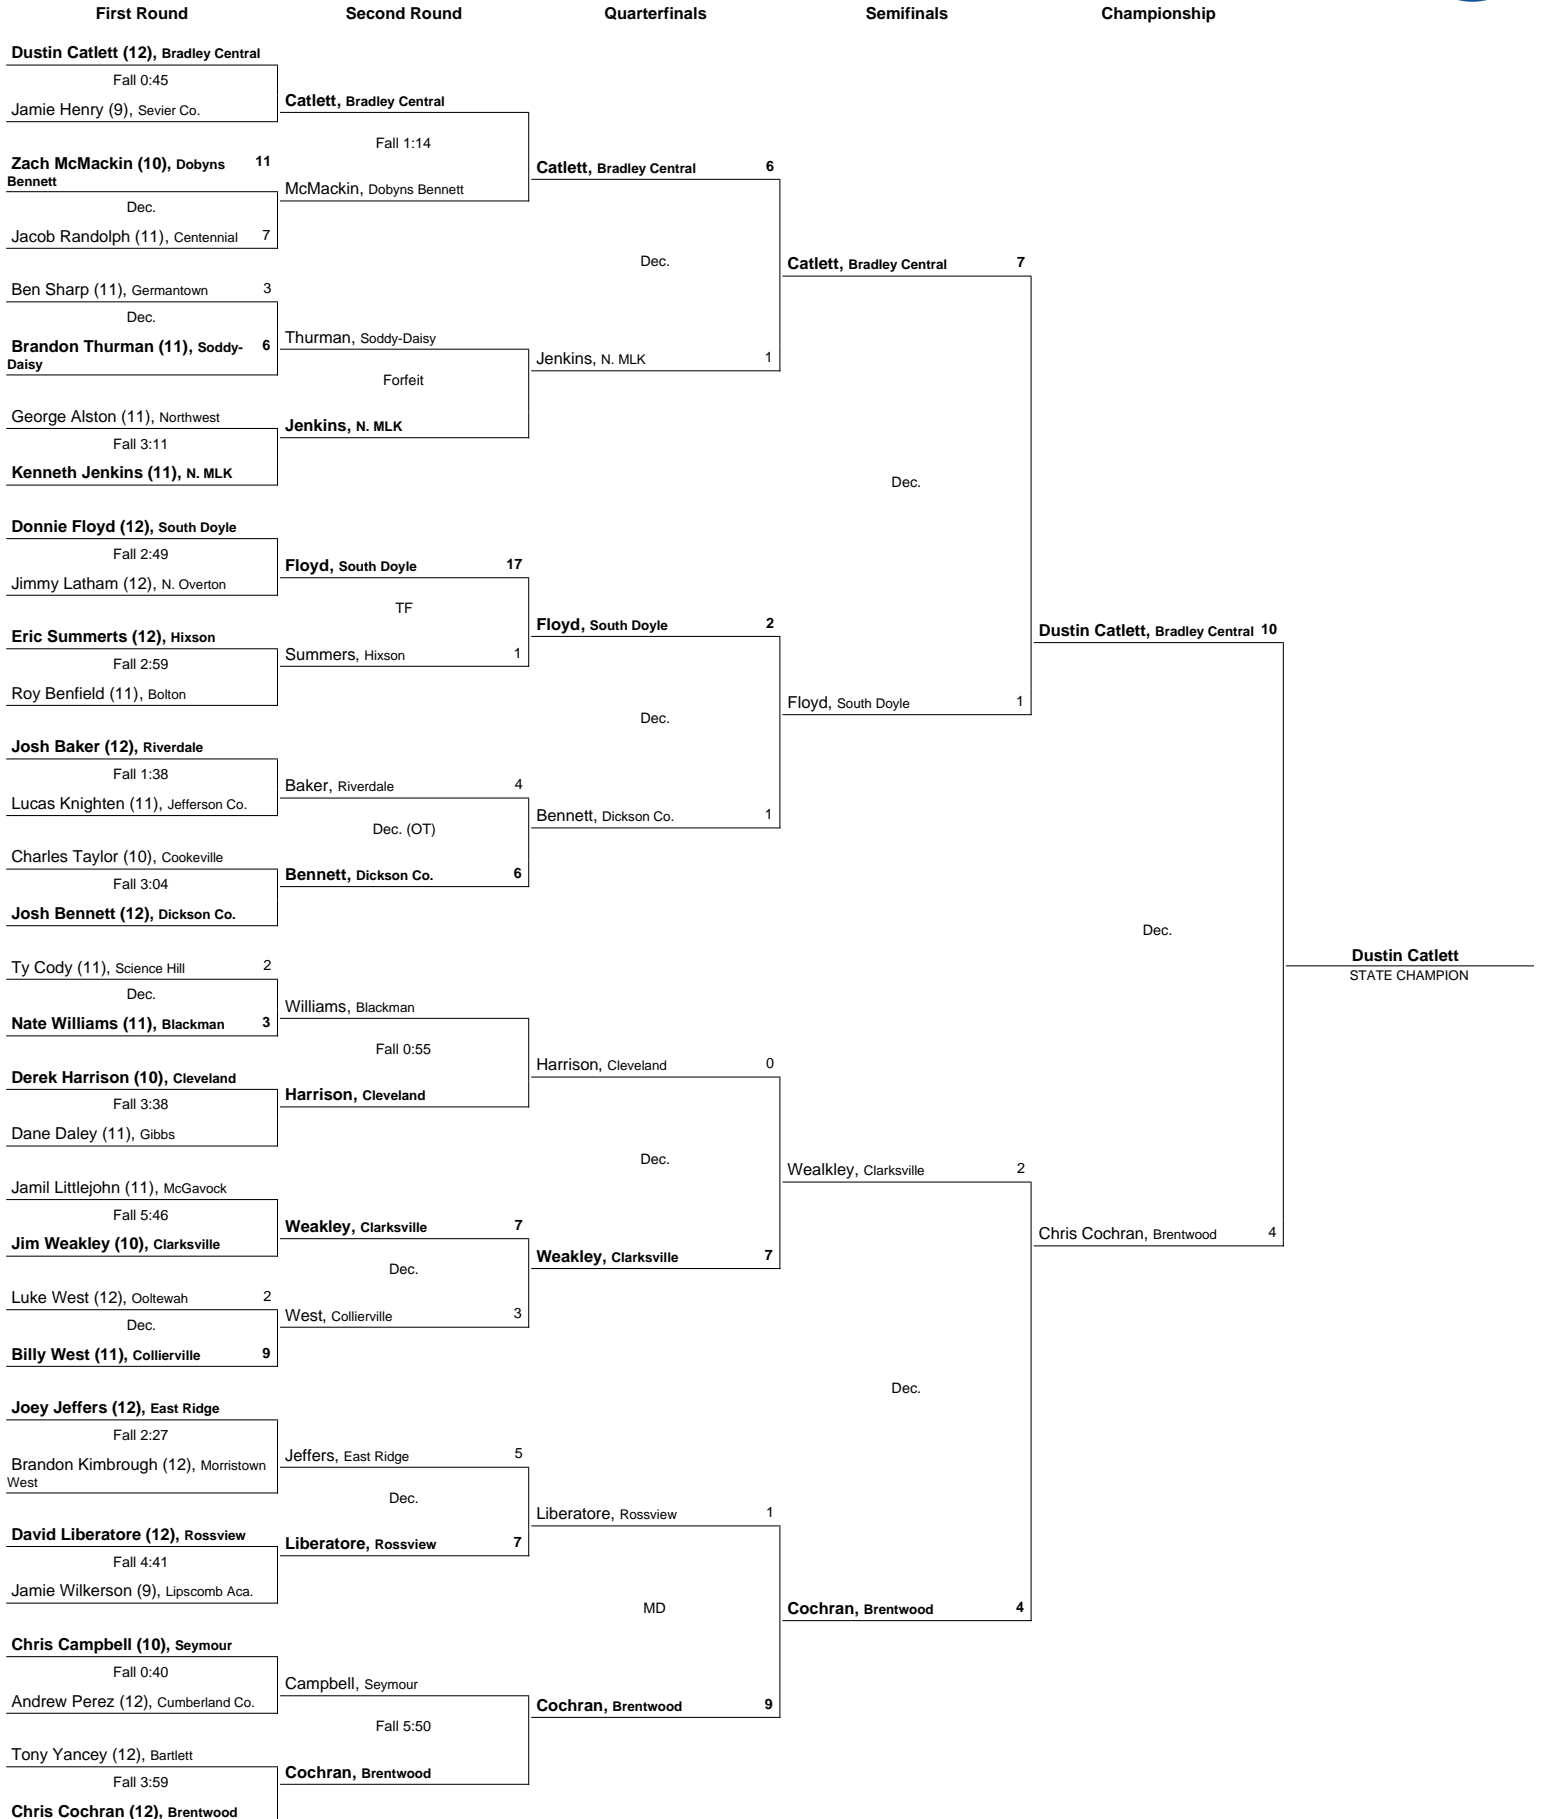 First Round
Second Round
Quarterfinals
Semifinals
Championship
Dustin Catlett (12), Bradley Central
Fall 0:45
Jamie Henry (9), Sevier Co.
Zach McMackin (10), Dobyns 11
Bennett
Dec.
Jacob Randolph (11), Centennial 7
Ben Sharp (11), Germantown 3
Dec.
Brandon Thurman (11), Soddy- 6
Daisy
George Alston (11), Northwest
Fall 3:11
Kenneth Jenkins (11), N. MLK
Donnie Floyd (12), South Doyle
Fall 2:49
Jimmy Latham (12), N. Overton
Eric Summerts (12), Hixson
Fall 2:59
Roy Benfield (11), Bolton
Josh Baker (12), Riverdale
Fall 1:38
Lucas Knighten (11), Jefferson Co.
Charles Taylor (10), Cookeville
Fall 3:04
Josh Bennett (12), Dickson Co.
Ty Cody (11), Science Hill 2
Dec.
Nate Williams (11), Blackman 3
Derek Harrison (10), Cleveland
Fall 3:38
Dane Daley (11), Gibbs
Jamil Littlejohn (11), McGavock
Fall 5:46
Jim Weakley (10), Clarksville
Luke West (12), Ooltewah 2
Dec.
Billy West (11), Collierville 9
Joey Jeffers (12), East Ridge
Fall 2:27
Brandon Kimbrough (12), Morristown
West
David Liberatore (12), Rossview
Fall 4:41
Jamie Wilkerson (9), Lipscomb Aca.
Chris Campbell (10), Seymour
Fall 0:40
Andrew Perez (12), Cumberland Co.
Tony Yancey (12), Bartlett
Fall 3:59
Chris Cochran (12), Brentwood
Catlett, Bradley Central
Fall 1:14
McMackin, Dobyns Bennett
Thurman, Soddy-Daisy
Forfeit
Jenkins, N. MLK
Floyd, South Doyle 17
TF
Summers, Hixson 1
Baker, Riverdale 4
Dec. (OT)
Bennett, Dickson Co. 6
Williams, Blackman
Fall 0:55
Harrison, Cleveland
Weakley, Clarksville 7
Dec.
West, Collierville 3
Jeffers, East Ridge 5
Dec.
Liberatore, Rossview 7
Campbell, Seymour
Fall 5:50
Cochran, Brentwood
Catlett, Bradley Central 6
Dec.
Jenkins, N. MLK 1
Floyd, South Doyle 2
Dec.
Bennett, Dickson Co. 1
Harrison, Cleveland 0
Dec.
Weakley, Clarksville 7
Liberatore, Rossview 1
MD
Cochran, Brentwood 9
Catlett, Bradley Central 7
Dec.
Floyd, South Doyle 1
Wealkley, Clarksville 2
Dec.
Cochran, Brentwood 4
Dustin Catlett, Bradley Central 10
Dec.
Chris Cochran, Brentwood 4
Dustin Catlett
STATE CHAMPION